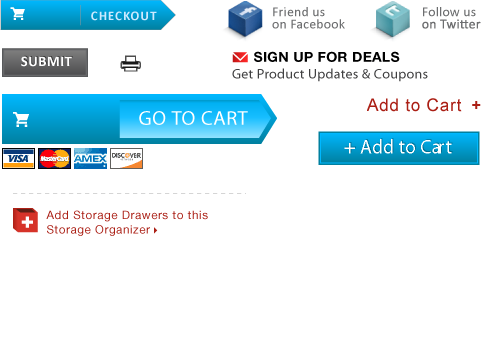 CHECKOUT
Friend us
on Facebook
Follow us
on Twitter
SUBMIT
SIGN UP FOR DEALS
Get Product Updates & Coupons
GO TO CART
Add to Cart +
+ Add to Cart
VISA MasterCard AMEX DISCOVER
Add Storage Drawers to this
Storage Organizer